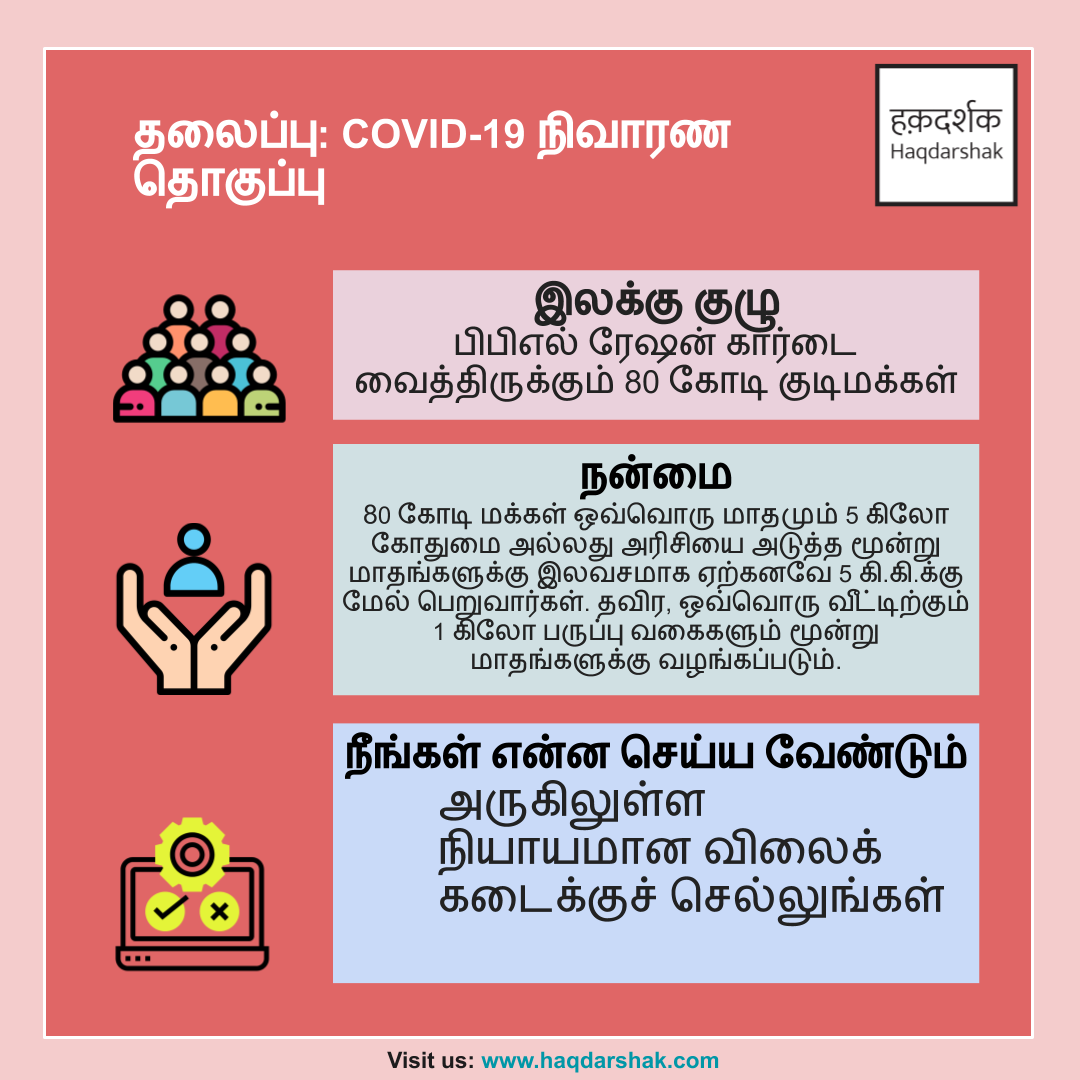 தலைப்பு: COVID-19 நிவாரண
தொகுப்பு
हक़दर्शक
Haqdarshak
இலக்கு குழு
பிபிஎல் ரேஷன் கார்டை
வைத்திருக்கும் 80 கோடி குடிமக்கள்
நன்மை
80 கோடி மக்கள் ஒவ்வொரு மாதமும் 5 கிலோ
கோதுமை அல்லது அரிசியை அடுத்த மூன்று
மாதங்களுக்கு இலவசமாக ஏற்கனவே 5 கி.கி.க்கு
மேல் பெறுவார்கள். தவிர, ஒவ்வொரு வீட்டிற்கும்
1 கிலோ பருப்பு வகைகளும் மூன்று
மாதங்களுக்கு வழங்கப்படும்.
நீங்கள் என்ன செய்ய வேண்டும்
அருகிலுள்ள
நியாயமான விலைக்
கடைக்குச் செல்லுங்கள்
Visit us: www.haqdarshak.com